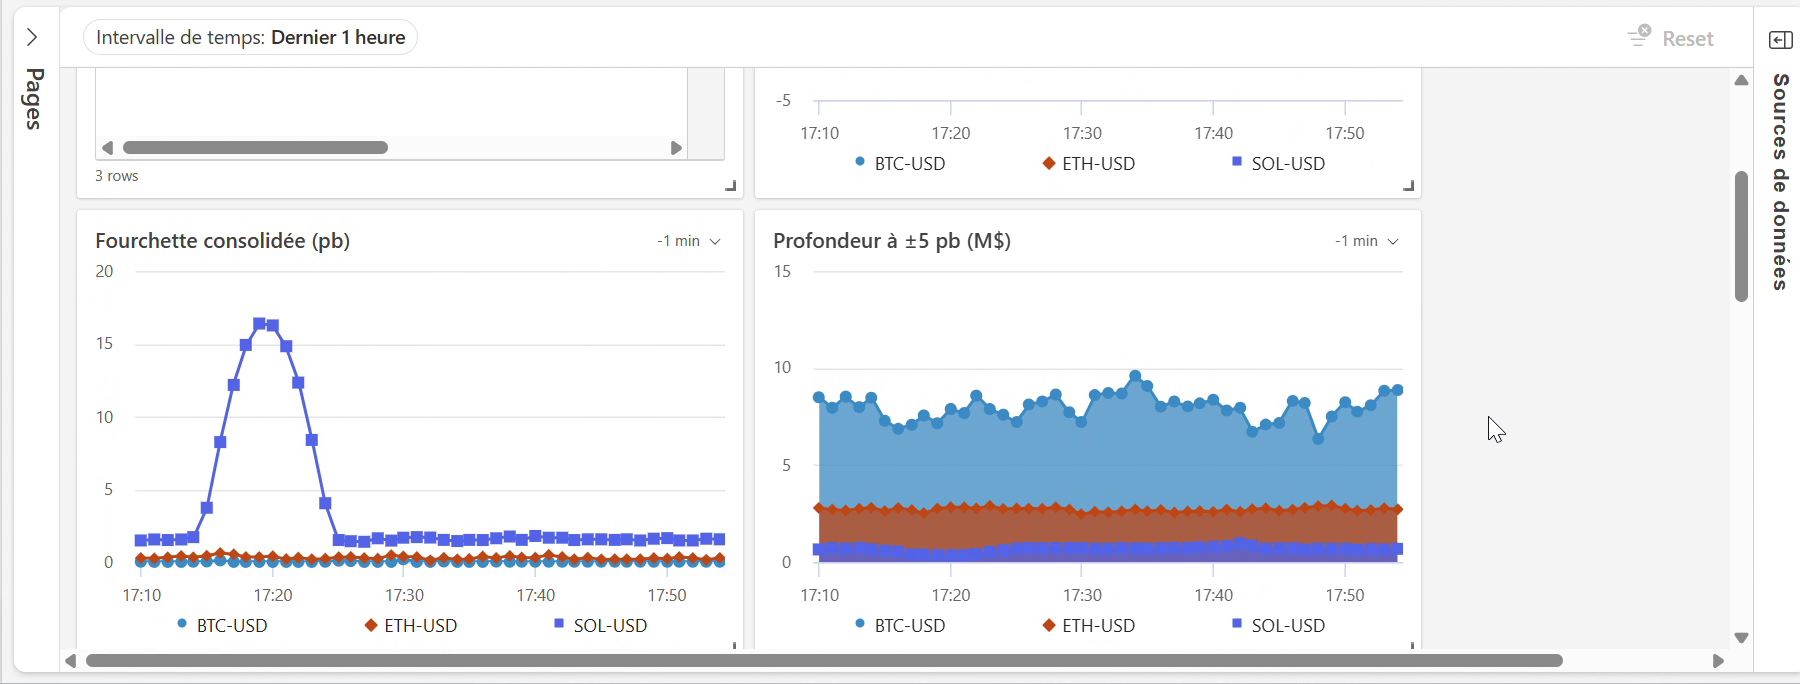 Intervalle de temps: Dernier 1 heure
Reset
Pages
Sources de données
3 rows
-5
17:10 17:20 17:30 17:40 17:50
BTC-USD ETH-USD SOL-USD
Fourchette consolidée (pb)
-1 min
20
15
10
5
0
17:10 17:20 17:30 17:40 17:50
BTC-USD ETH-USD SOL-USD
Profondeur à ±5 pb (M$)
-1 min
15
10
5
0
17:10 17:20 17:30 17:40 17:50
BTC-USD ETH-USD SOL-USD